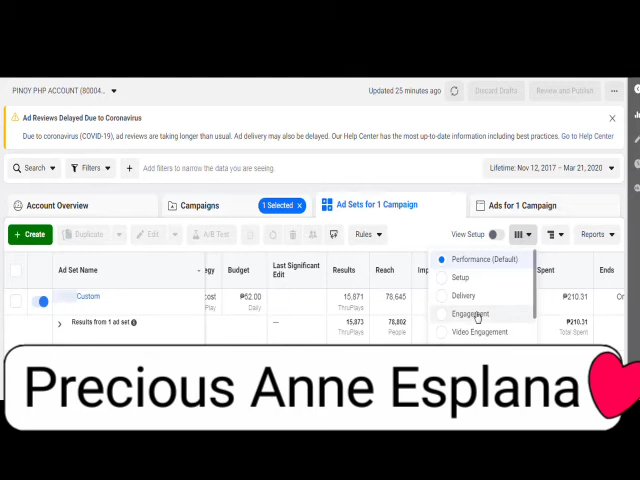 PINOY PHP ACCOUNT (80004...
Updated 25 minutes ago
Discard Drafts
Review and Publish
Ad Reviews Delayed Due to Coronavirus
Due to coronavirus (COVID-19), ad reviews are taking longer than usual. Ad delivery may also be delayed. Our Help Center has the most up-to-date information including best practices. Go to Help Center
Search
Filters
Add filters to narrow the data you are seeing
Lifetime: Nov 12, 2017 – Mar 21, 2020
Account Overview
Campaigns
1 Selected ×
Ad Sets for 1 Campaign
Ads for 1 Campaign
+ Create
Duplicate
Edit
A/B Test
Rules
View Setup
Reports
Ad Set Name
egy
Budget
Last Significant Edit
Results
Reach
Imp
Spent
Ends
Custom
cost
₱52.00
Daily
15,871
ThruPlays
78,645
₱210.31
Ongoing
Results from 1 ad set
—
15,873
ThruPlays
78,802
People
₱210.31
Total Spent
Performance (Default)
Setup
Delivery
Engagement
Video Engagement
Precious Anne Esplana